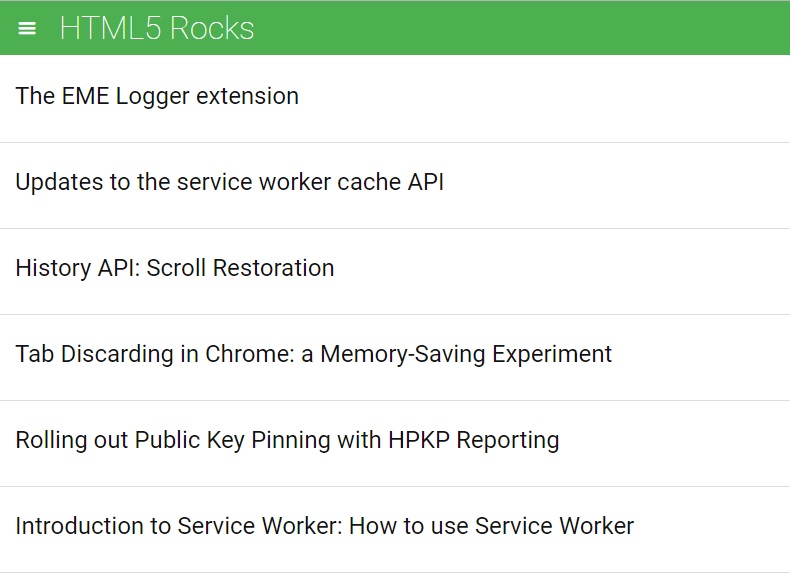 HTML5 Rocks
The EME Logger extension
Updates to the service worker cache API
History API: Scroll Restoration
Tab Discarding in Chrome: a Memory-Saving Experiment
Rolling out Public Key Pinning with HPKP Reporting
Introduction to Service Worker: How to use Service Worker